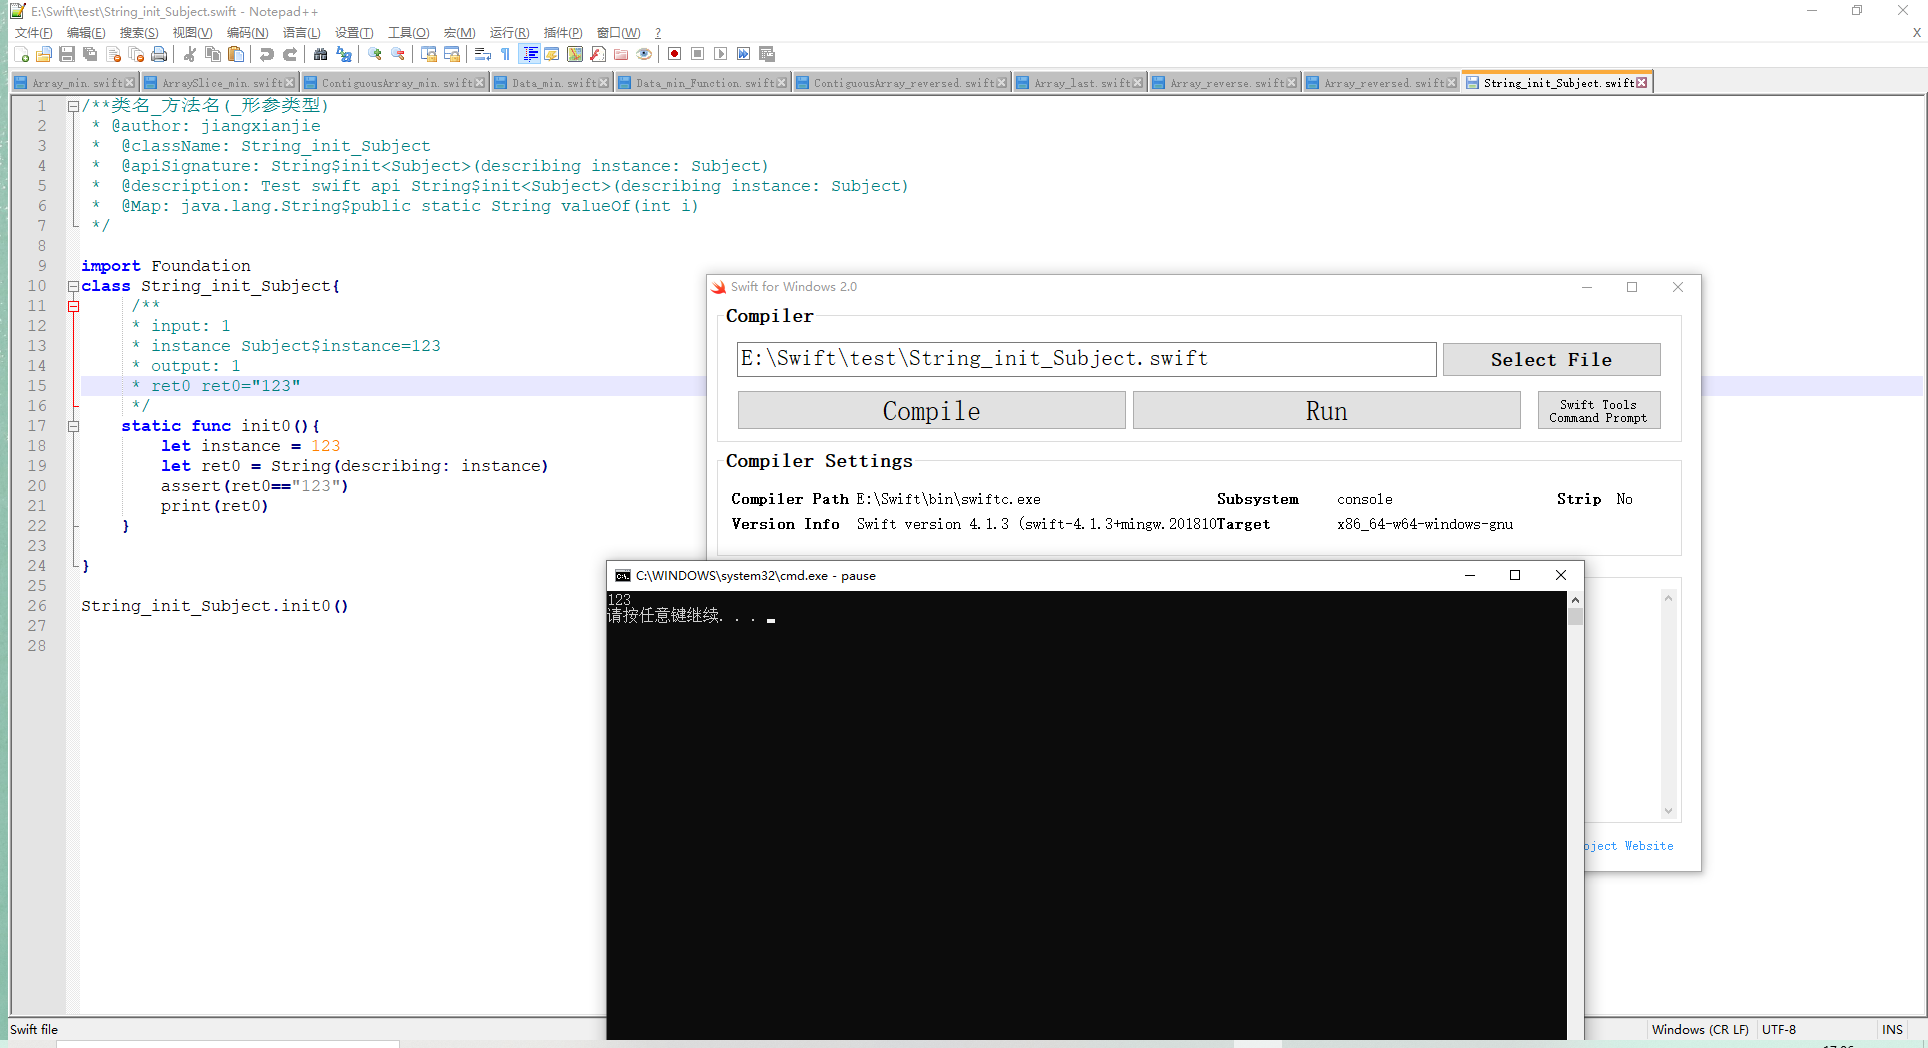 E:\Swift\test\String_init_Subject.swift - Notepad++
文件(F) 编辑(E) 搜索(S) 视图(V) 编码(N) 语言(L) 设置(T) 工具(O) 宏(M) 运行(R) 插件(P) 窗口(W) ? X
Array_min.swift ArraySlice_min.swift ContiguousArray_min.swift Data_min.swift Data_min_Function.swift ContiguousArray_reversed.swift Array_last.swift Array_reverse.swift Array_reversed.swift String_init_Subject.swift
1 /**类名_方法名(_形参类型)
2 * @author: jiangxianjie
3 * @className: String_init_Subject
4 * @apiSignature: String$init<Subject>(describing instance: Subject)
5 * @description: Test swift api String$init<Subject>(describing instance: Subject)
6 * @Map: java.lang.String$public static String valueOf(int i)
7 */
8
9 import Foundation
10 class String_init_Subject{
11 /**
12 * input: 1
13 * instance Subject$instance=123
14 * output: 1
15 * ret0 ret0="123"
16 */
17 static func init0(){
18 let instance = 123
19 let ret0 = String(describing: instance)
20 assert(ret0=="123")
21 print(ret0)
22 }
23
24 }
25
26 String_init_Subject.init0()
27
28
Swift for Windows 2.0
Compiler
E:\Swift\test\String_init_Subject.swift Select File
Compile Run Swift Tools
Command Prompt
Compiler Settings
Compiler Path E:\Swift\bin\swiftc.exe Subsystem console Strip No
Version Info Swift version 4.1.3 (swift-4.1.3+mingw.201810 Target x86_64-w64-windows-gnu
C:\WINDOWS\system32\cmd.exe - pause
123
请按任意键继续. . .
oject Website
Swift file Windows (CR LF) UTF-8 INS